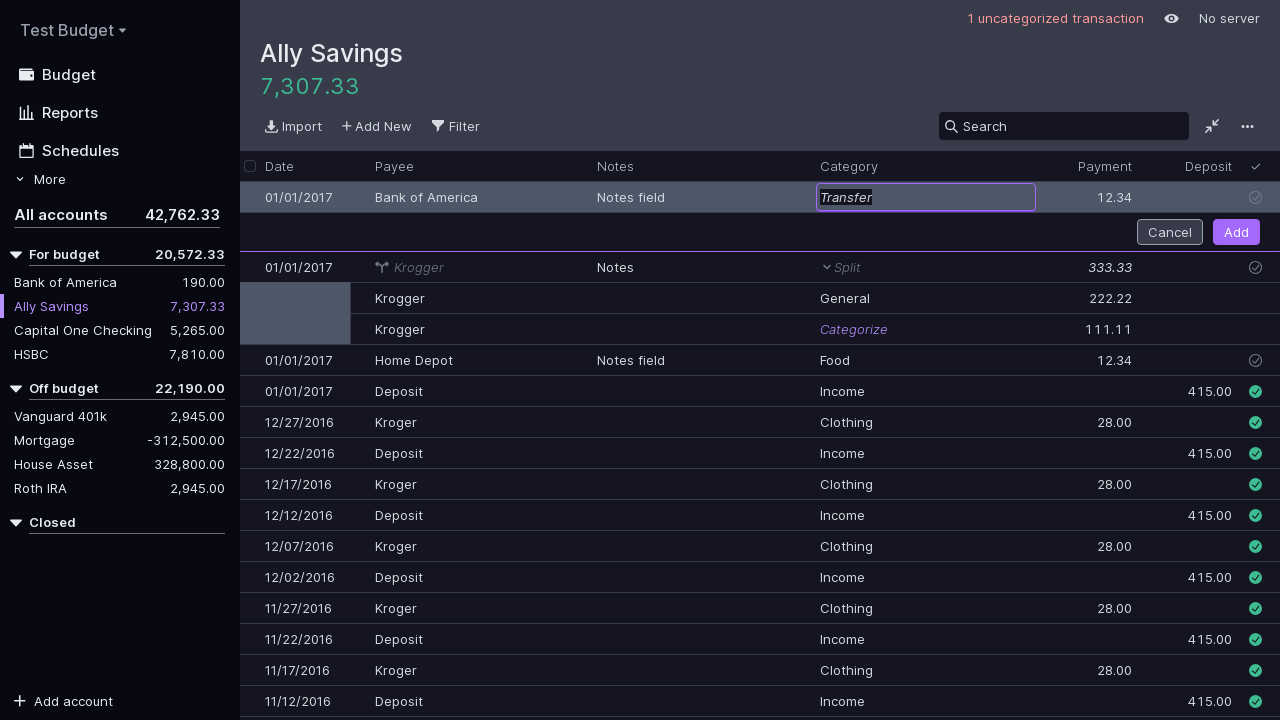 Test Budget
Budget
Reports
Schedules
More
All accounts 42,762.33
For budget 20,572.33
Bank of America 190.00
Ally Savings 7,307.33
Capital One Checking 5,265.00
HSBC 7,810.00
Off budget 22,190.00
Vanguard 401k 2,945.00
Mortgage -312,500.00
House Asset 328,800.00
Roth IRA 2,945.00
Closed
Add account
1 uncategorized transaction No server
Ally Savings
7,307.33
Import Add New Filter Search
Date Payee Notes Category Payment Deposit
01/01/2017 Bank of America Notes field Transfer 12.34
Cancel Add
01/01/2017 Krogger Notes Split 333.33
Krogger General 222.22
Krogger Categorize 111.11
01/01/2017 Home Depot Notes field Food 12.34
01/01/2017 Deposit Income 415.00
12/27/2016 Kroger Clothing 28.00
12/22/2016 Deposit Income 415.00
12/17/2016 Kroger Clothing 28.00
12/12/2016 Deposit Income 415.00
12/07/2016 Kroger Clothing 28.00
12/02/2016 Deposit Income 415.00
11/27/2016 Kroger Clothing 28.00
11/22/2016 Deposit Income 415.00
11/17/2016 Kroger Clothing 28.00
11/12/2016 Deposit Income 415.00